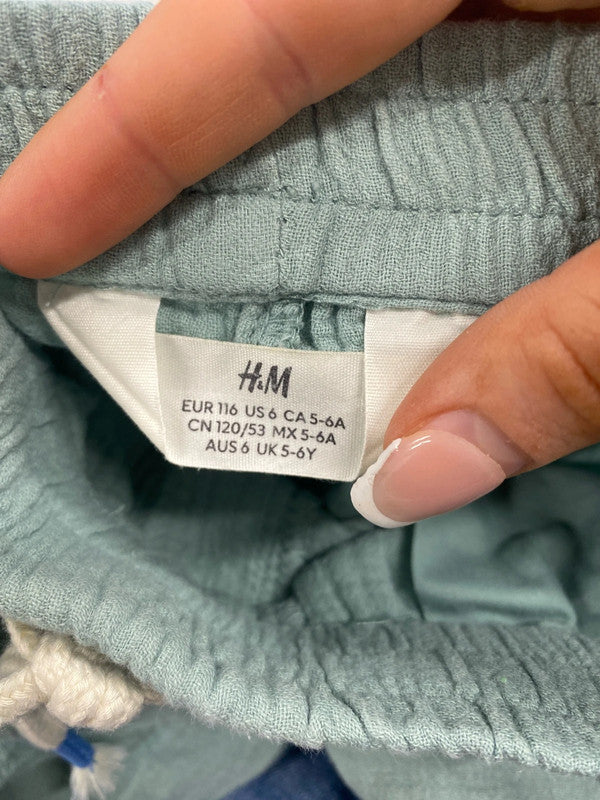 H&M
EUR 116 US 6 CA 5-6A
CN 120/53 MX 5-6A
AUS 6 UK 5-6Y